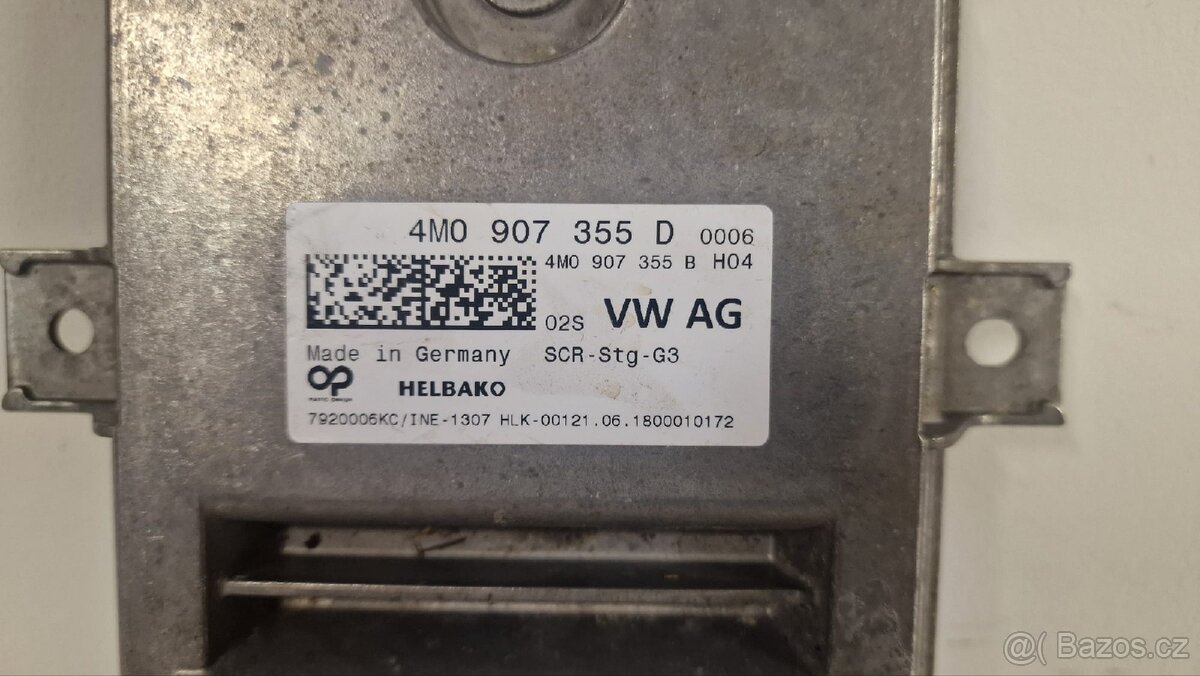 4M0 907 355 D 0006
4M0 907 355 B H04
02S VW AG
Made in Germany SCR-Stg-G3
HELBAKO
7920006KC/INE-1307 HLK-00121.06.1800010172
@( Bazos.cz